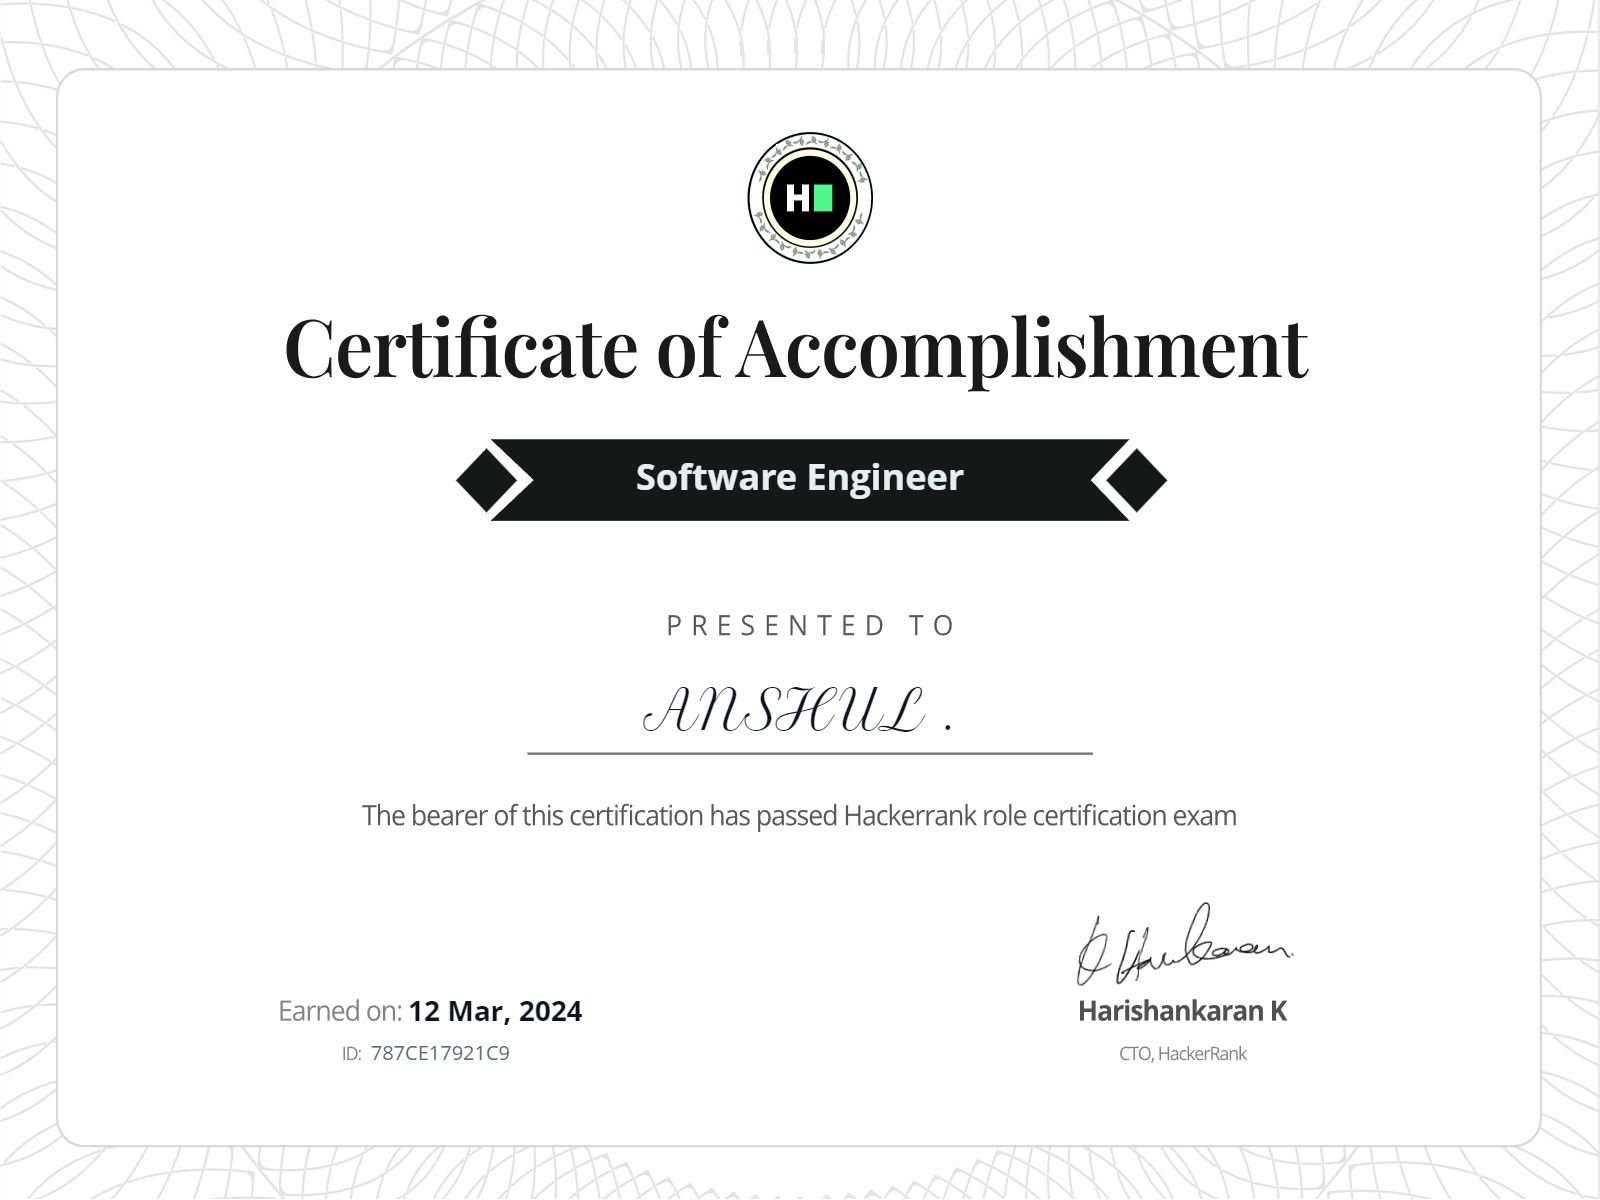 H
Certificate of Accomplishment
Software Engineer
PRESENTED TO
ANSHUL .
The bearer of this certification has passed Hackerrank role certification exam
Earned on: 12 Mar, 2024
ID: 787CE17921C9
Harishankaran K
CTO, HackerRank